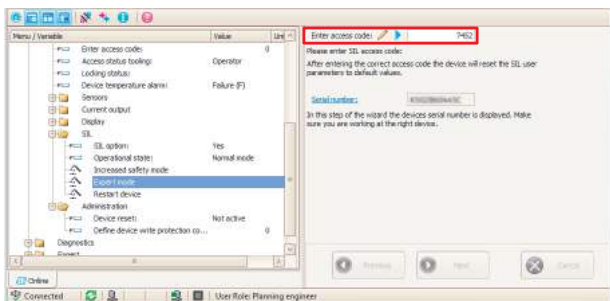 Menu / Variable Value Unit
Enter access code: 0
Access status tooling: Operator
Locking status:
Device temperature alarm: Failure (F)
Sensors
Current output
Display
SIL
SIL option: Yes
Operational state: Normal mode
Increased safety mode
Expert mode
Restart device
Administration
Device reset: Not active
Define device write protection co... 0
Diagnostics
Expert
Online
Enter access code: 7452
Please enter SIL access code:
After entering the correct access code the device will reset the SIL user
parameters to default values.
Serial number:
In this step of the wizard the devices serial number is displayed. Make
sure you are working at the right device.
Previous Next Cancel
Connected User Role: Planning engineer